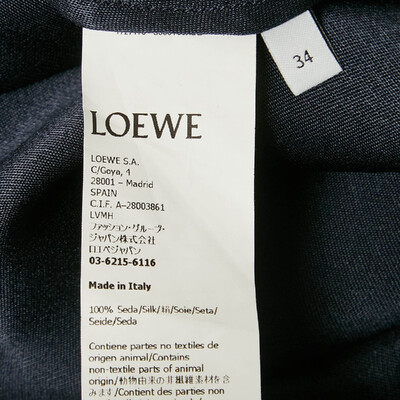 34
LOEWE
LOEWE S.A.
C/Goya, 4
28001 – Madrid
SPAIN
C.I.F. A-28003861
LVMH
ファッション・グループ・
ジャパン株式会社
ロエベジャパン
03-6215-6116
Made in Italy
100% Seda/Silk/絹/Soie/Seta/
Seide/Seda
Contiene partes no textiles de
origen animal/Contains
non-textile parts of animal
origin/動物由来の非繊維素材を含
みます/Contient des parties non